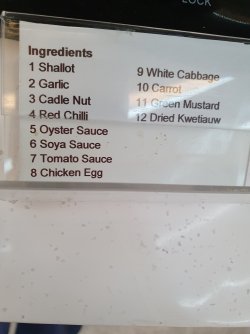 LOCK
Ingredients
1 Shallot
2 Garlic
3 Cadle Nut
4 Red Chilli
5 Oyster Sauce
6 Soya Sauce
7 Tomato Sauce
8 Chicken Egg
9 White Cabbage
10 Carrot
11 Green Mustard
12 Dried Kwetiauw